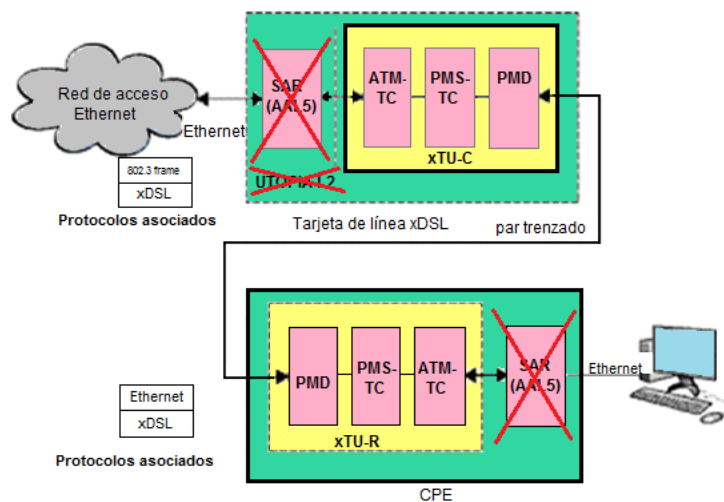 Red de acceso
Ethernet
Ethernet
SAR
(AAL5)
ATM-
TC
PMS-
TC
PMD
xTU-C
UTOPIA L2
802.3 frame
xDSL
Protocolos asociados
Tarjeta de línea xDSL
par trenzado
PMD
PMS-
TC
ATM-
TC
SAR
(AAL5)
Ethernet
xTU-R
Ethernet
xDSL
Protocolos asociados
CPE